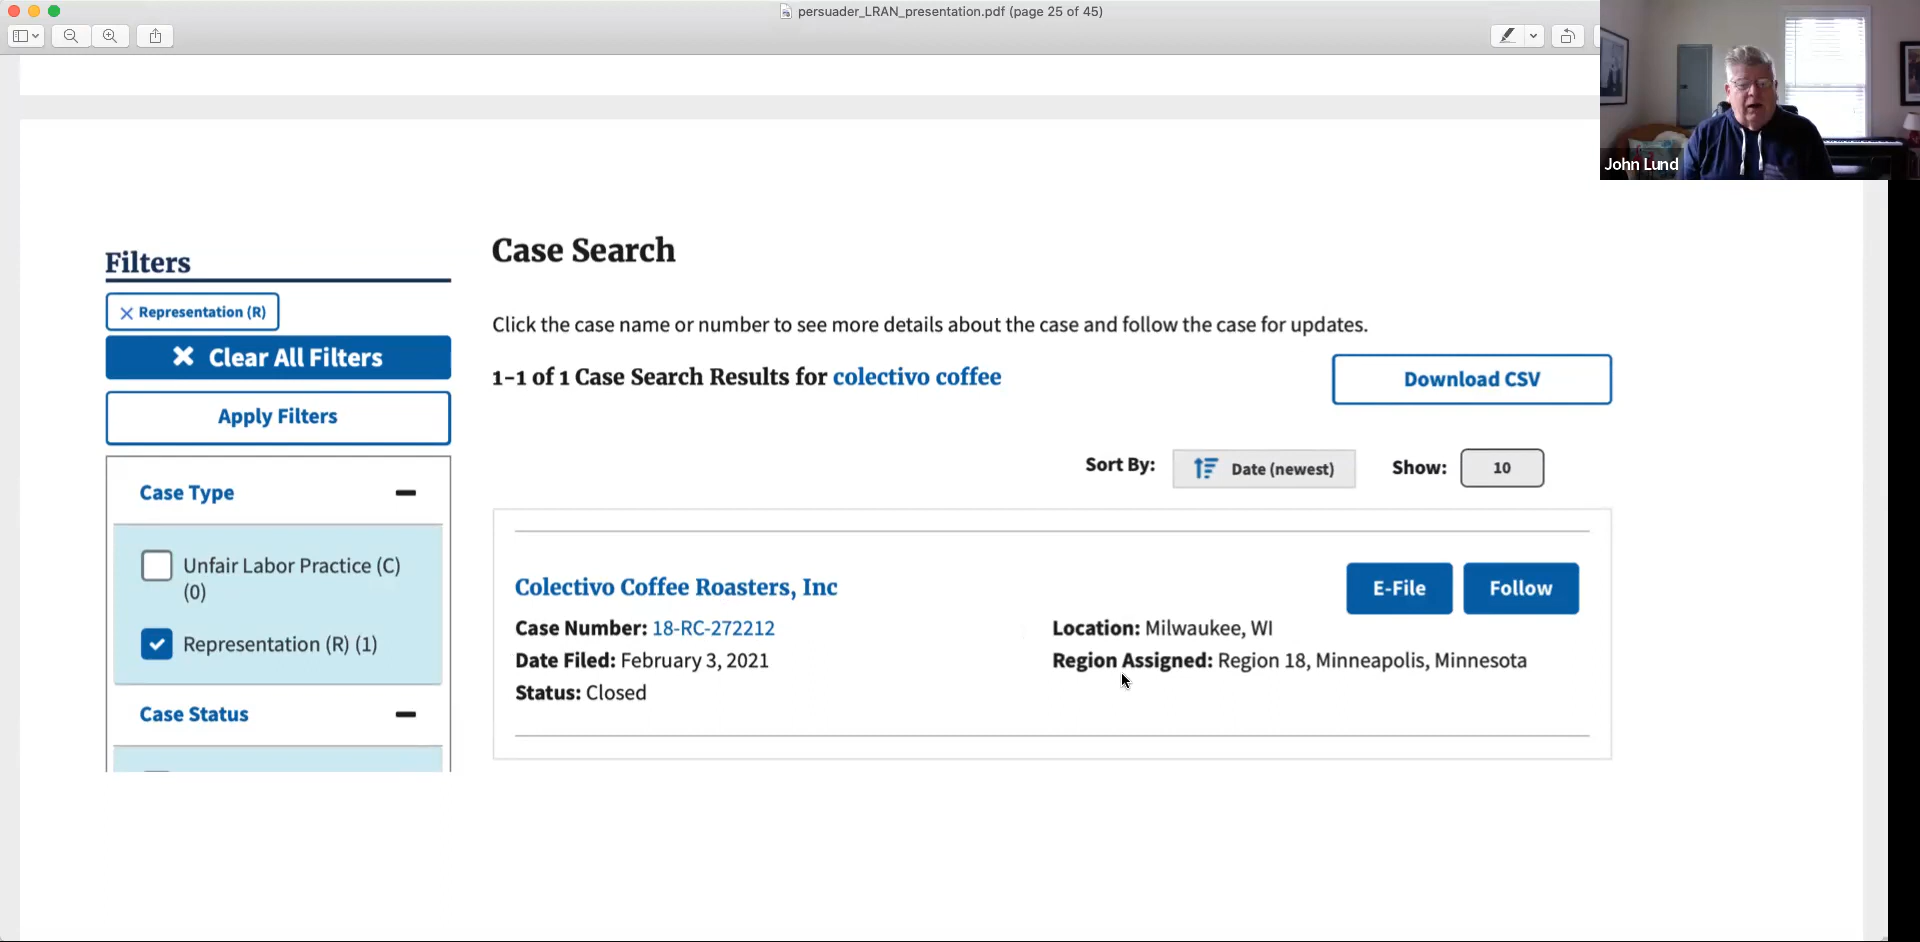 persuader_LRAN_presentation.pdf (page 25 of 45)
John Lund
Filters
Representation (R)
Clear All Filters
Apply Filters
Case Type
Unfair Labor Practice (C)
(0)
Representation (R) (1)
Case Status
Case Search
Click the case name or number to see more details about the case and follow the case for updates.
1-1 of 1 Case Search Results for colectivo coffee
Download CSV
Sort By: Date (newest) Show: 10
Colectivo Coffee Roasters, Inc
E-File Follow
Case Number: 18-RC-272212 Location: Milwaukee, WI
Date Filed: February 3, 2021 Region Assigned: Region 18, Minneapolis, Minnesota
Status: Closed